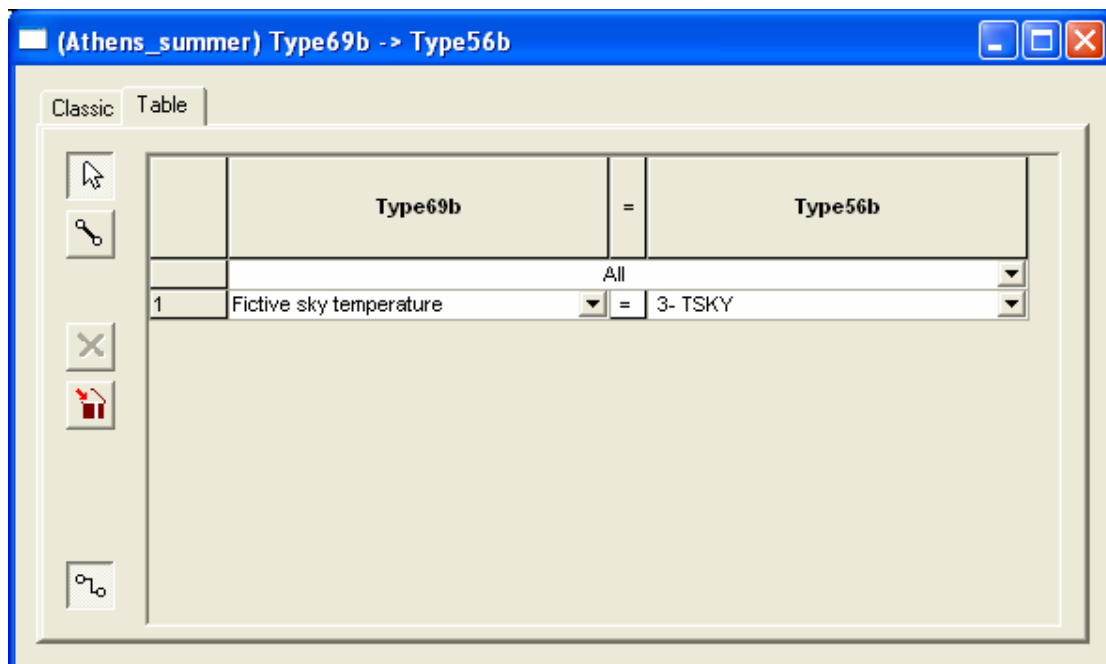 (Athens_summer) Type69b -> Type56b
Classic Table
Type69b = Type56b
All
1 Fictive sky temperature = 3- TSKY